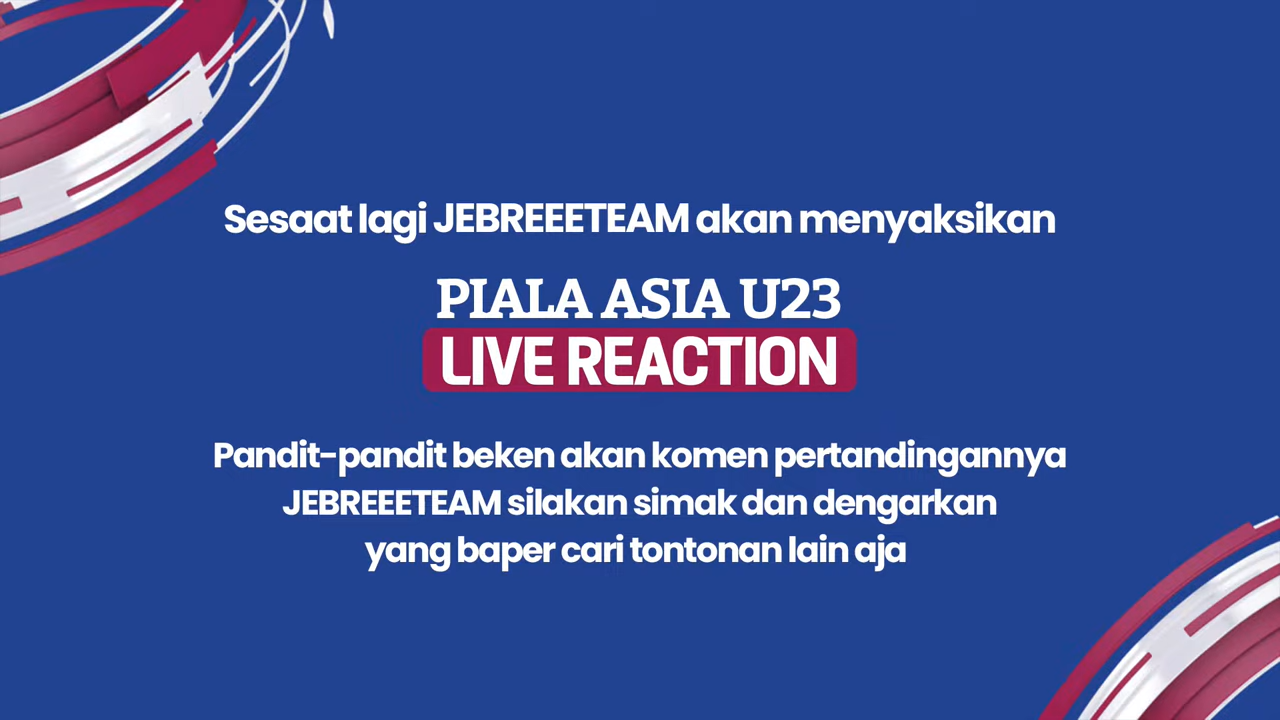 Sesaat lagi JEBREEETEAM akan menyaksikan
PIALA ASIA U23
LIVE REACTION
Pandit-pandit beken akan komen pertandingannya
JEBREEETEAM silakan simak dan dengarkan
yang baper cari tontonan lain aja